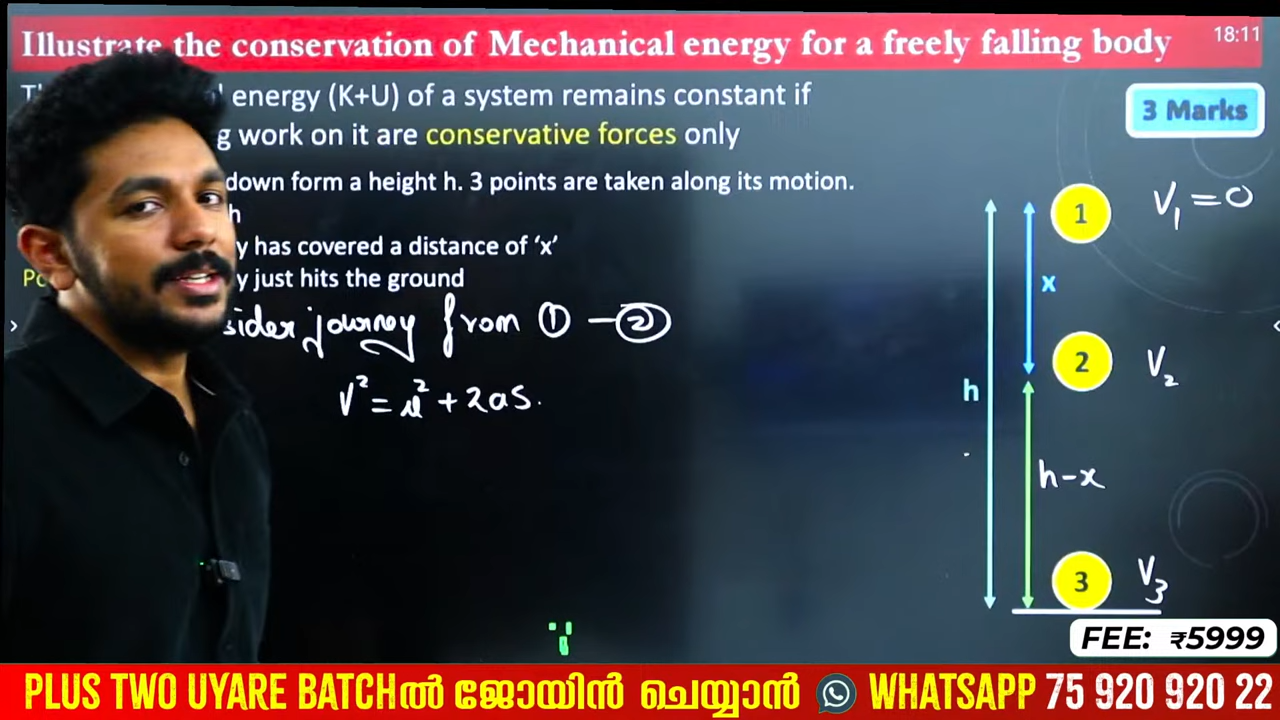 Illustrate the conservation of Mechanical energy for a freely falling body
18:11
energy (K+U) of a system remains constant if
3 Marks
g work on it are conservative forces only
down form a height h. 3 points are taken along its motion.
h
y has covered a distance of ‘x’
Po
y just hits the ground
sider journey from ① — ②
V² = u² + 2as.
1
V₁ = 0
x
2
V₂
h
h-x
3
V₃
FEE: ₹5999
PLUS TWO UYARE BATCHൽ ജോയിൻ ചെയ്യാൻ WHATSAPP 75 920 920 22